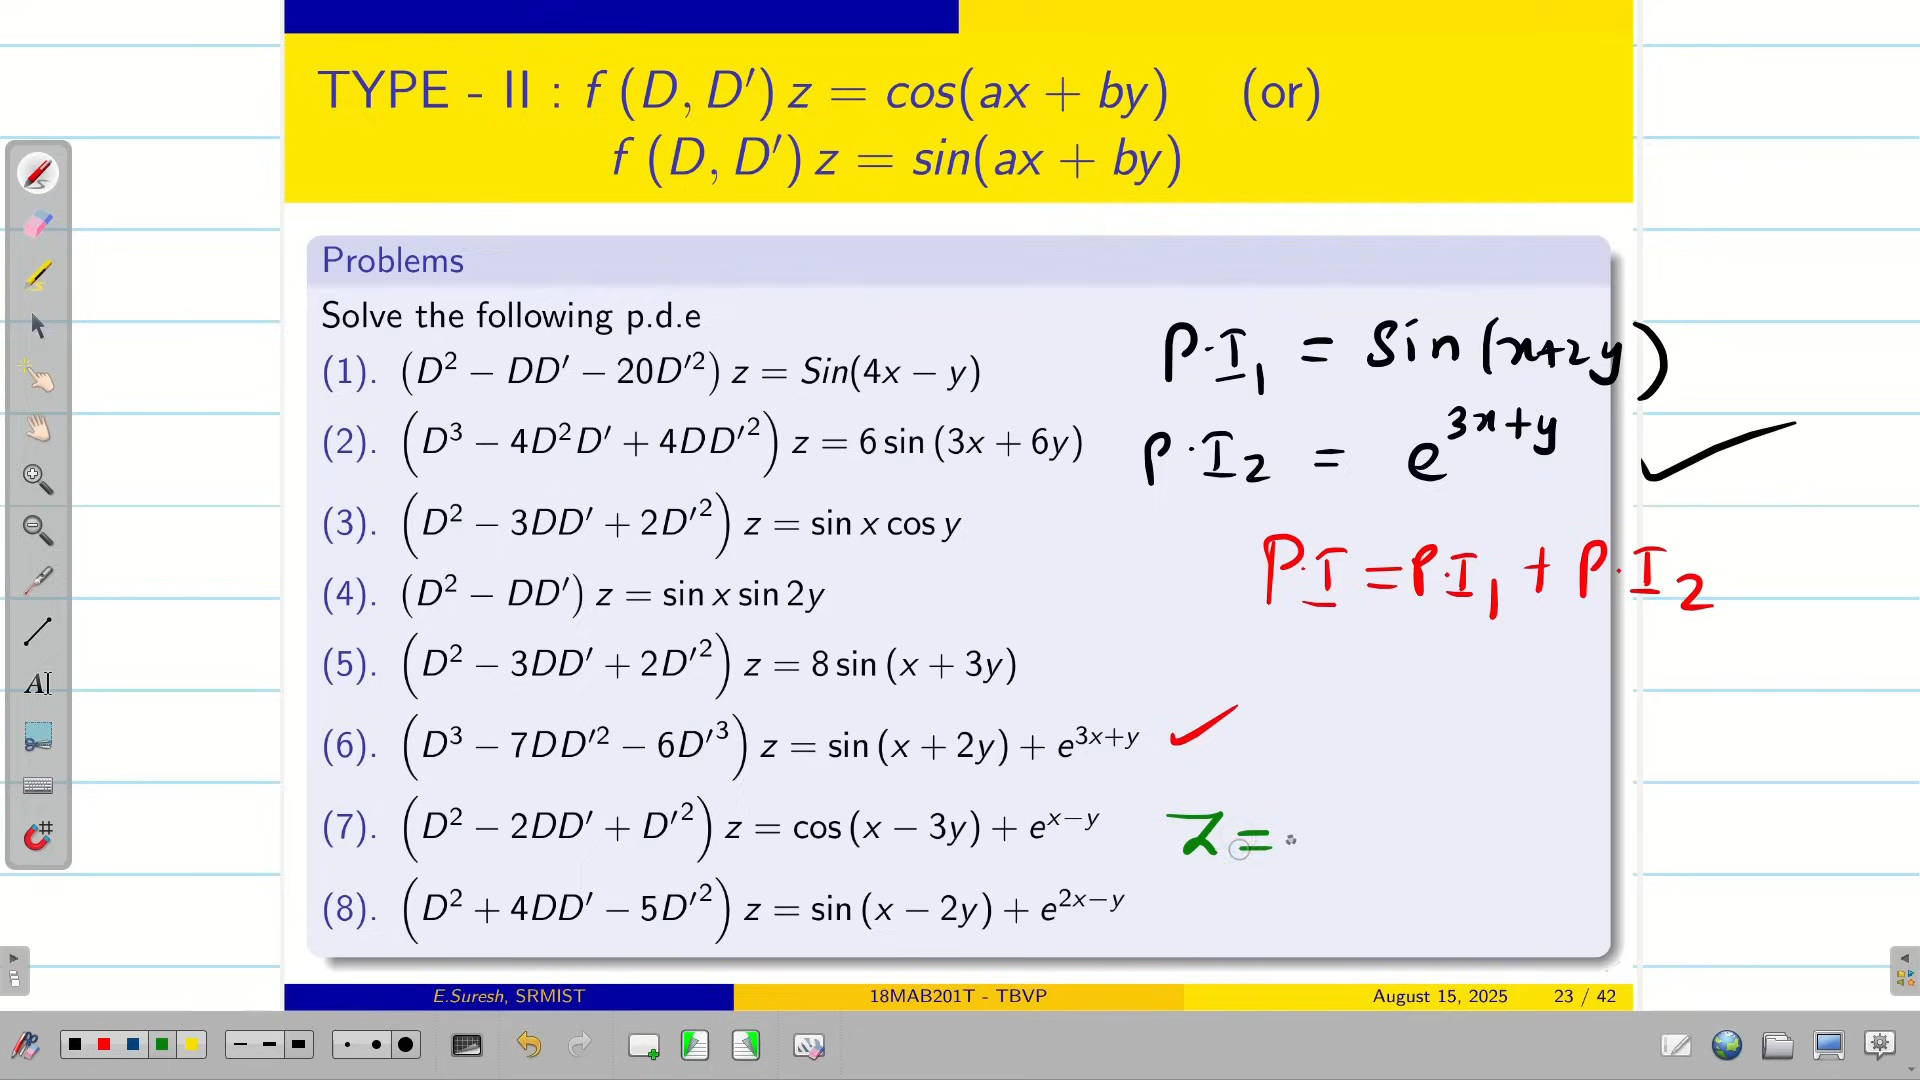 TYPE - II : f (D, D′) z = cos(ax + by) (or)
f (D, D′) z = sin(ax + by)
Problems
Solve the following p.d.e
(1). (D² − DD′ − 20D′²) z = Sin(4x − y)
(2). (D³ − 4D²D′ + 4DD′²) z = 6 sin (3x + 6y)
(3). (D² − 3DD′ + 2D′²) z = sin x cos y
(4). (D² − DD′) z = sin x sin 2y
(5). (D² − 3DD′ + 2D′²) z = 8 sin (x + 3y)
(6). (D³ − 7DD′² − 6D′³) z = sin (x + 2y) + e³ˣ⁺ʸ
(7). (D² − 2DD′ + D′²) z = cos (x − 3y) + eˣ⁻ʸ
(8). (D² + 4DD′ − 5D′²) z = sin (x − 2y) + e²ˣ⁻ʸ
P.I₁ = Sin (x+2y)
P.I₂ = e³ˣ⁺ʸ
P.I = P.I₁ + P.I₂
Z =
E.Suresh, SRMIST 18MAB201T - TBVP August 15, 2025 23 / 42